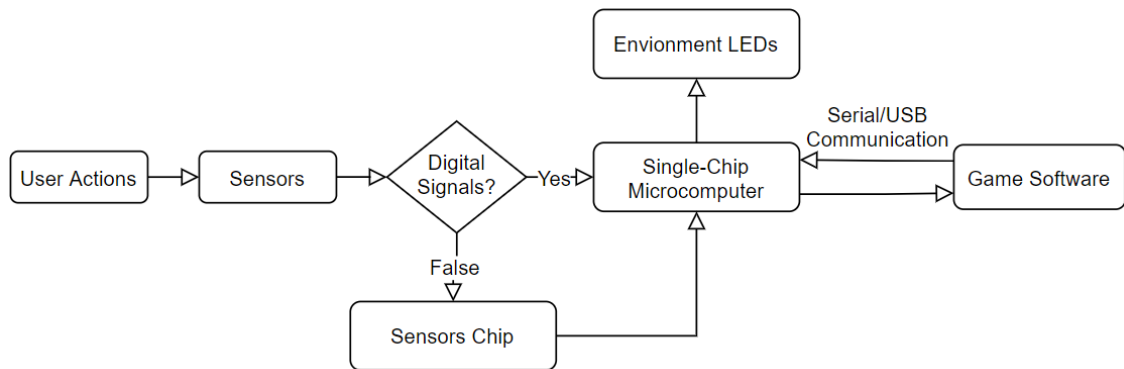 Envionment LEDs
Serial/USB
Communication
User Actions
Sensors
Digital
Signals?
Yes
Single-Chip
Microcomputer
Game Software
False
Sensors Chip